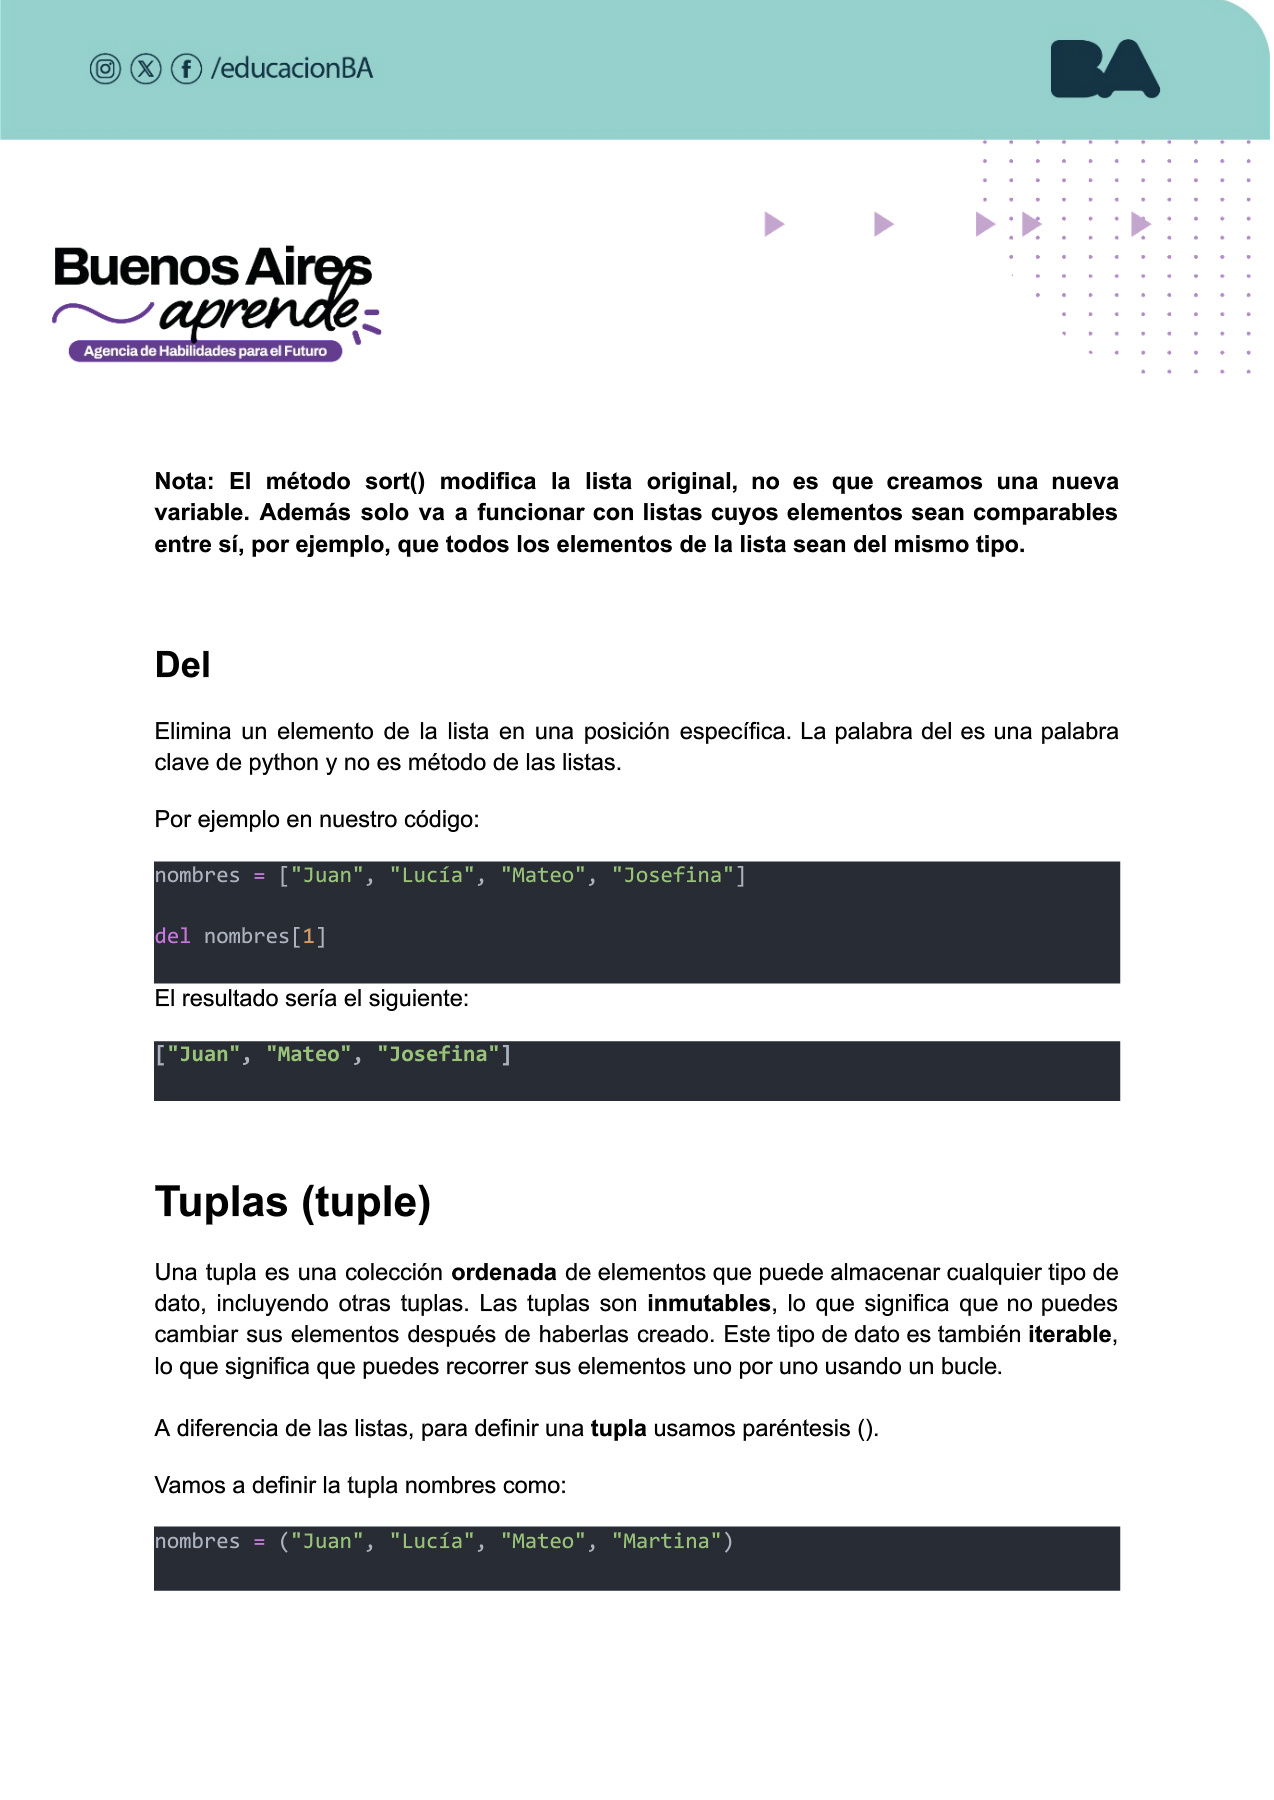 /educacionBA
BA
Buenos Aires
aprende
Agencia de Habilidades para el Futuro
Nota: El método sort() modifica la lista original, no es que creamos una nueva
variable. Además solo va a funcionar con listas cuyos elementos sean comparables
entre sí, por ejemplo, que todos los elementos de la lista sean del mismo tipo.
Del
Elimina un elemento de la lista en una posición específica. La palabra del es una palabra
clave de python y no es método de las listas.
Por ejemplo en nuestro código:
nombres = ["Juan", "Lucía", "Mateo", "Josefina"]
del nombres[1]
El resultado sería el siguiente:
["Juan", "Mateo", "Josefina"]
Tuplas (tuple)
Una tupla es una colección ordenada de elementos que puede almacenar cualquier tipo de
dato, incluyendo otras tuplas. Las tuplas son inmutables, lo que significa que no puedes
cambiar sus elementos después de haberlas creado. Este tipo de dato es también iterable,
lo que significa que puedes recorrer sus elementos uno por uno usando un bucle.
A diferencia de las listas, para definir una tupla usamos paréntesis ().
Vamos a definir la tupla nombres como:
nombres = ("Juan", "Lucía", "Mateo", "Martina")